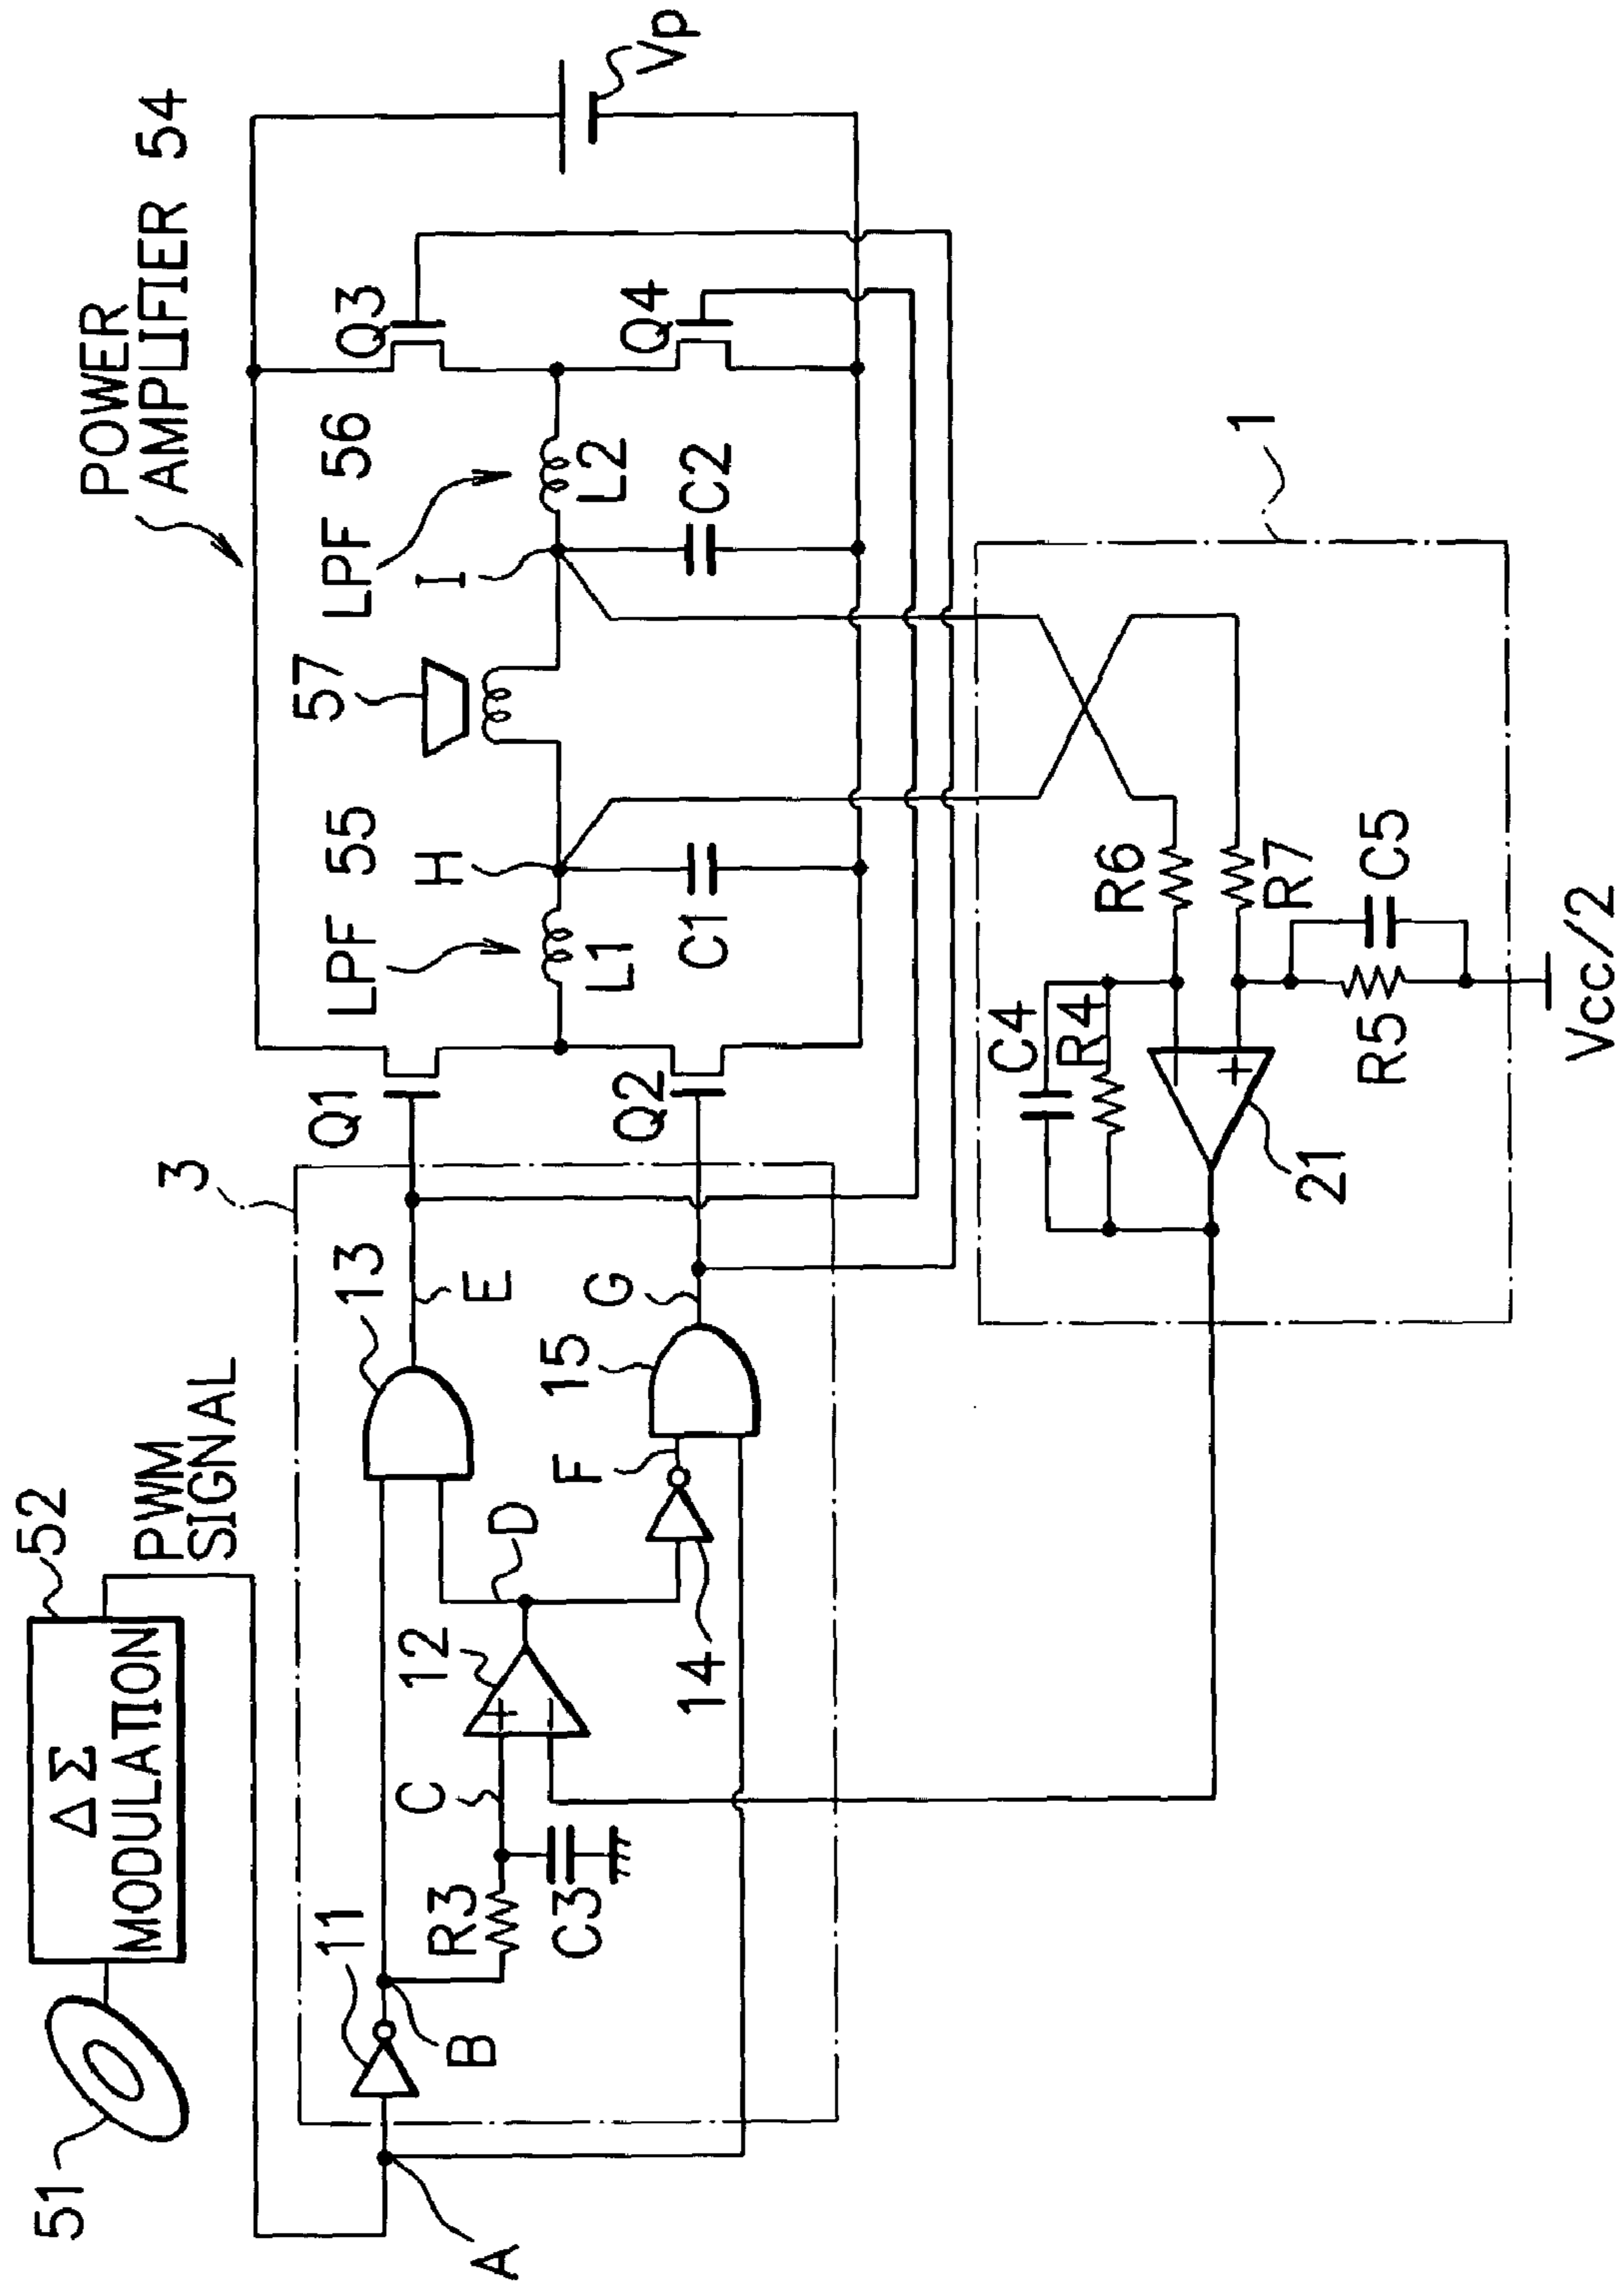 POWER
AMPLIFIER 54
Vp
Q3
Q4
LPF 56
L2
C2
I
57
LPF 55
H
L1
C1
Q1
Q2
1
R6
R7
C5
C4
R4
R5
Vcc/2
21
3
13
E
G
15
F
D
12
14
C
R3
C3
11
B
A
PWM
SIGNAL
52
ΔΣ
MODULATION
51
+
−
−
+